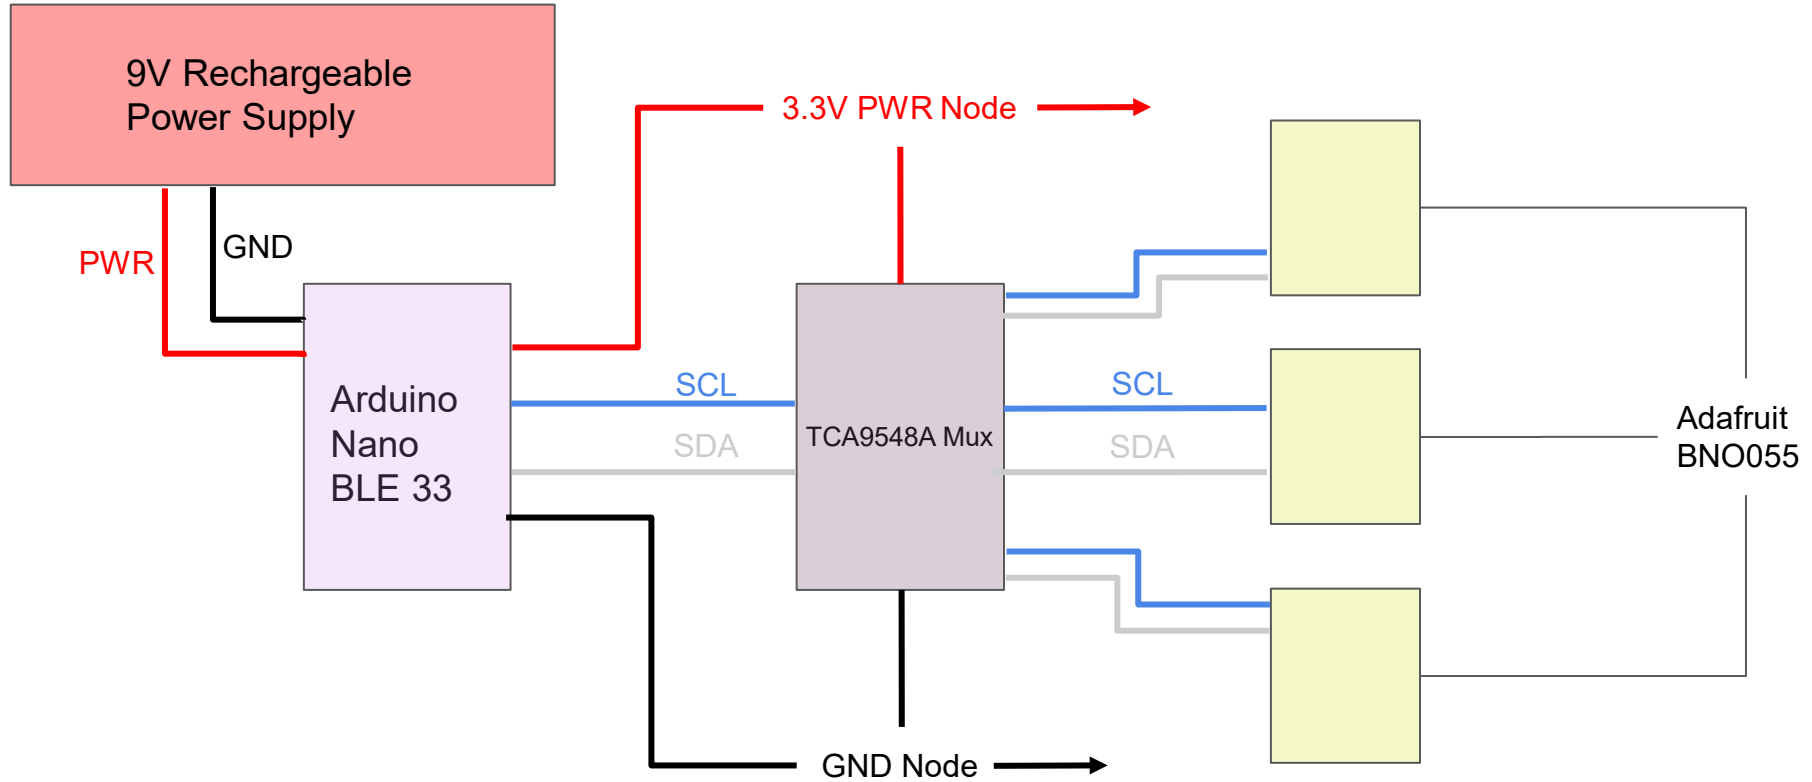 9V Rechargeable
Power Supply
3.3V PWR Node
PWR
GND
Arduino
Nano
BLE 33
SCL
SDA
TCA9548A Mux
SCL
SDA
Adafruit
BNO055
GND Node